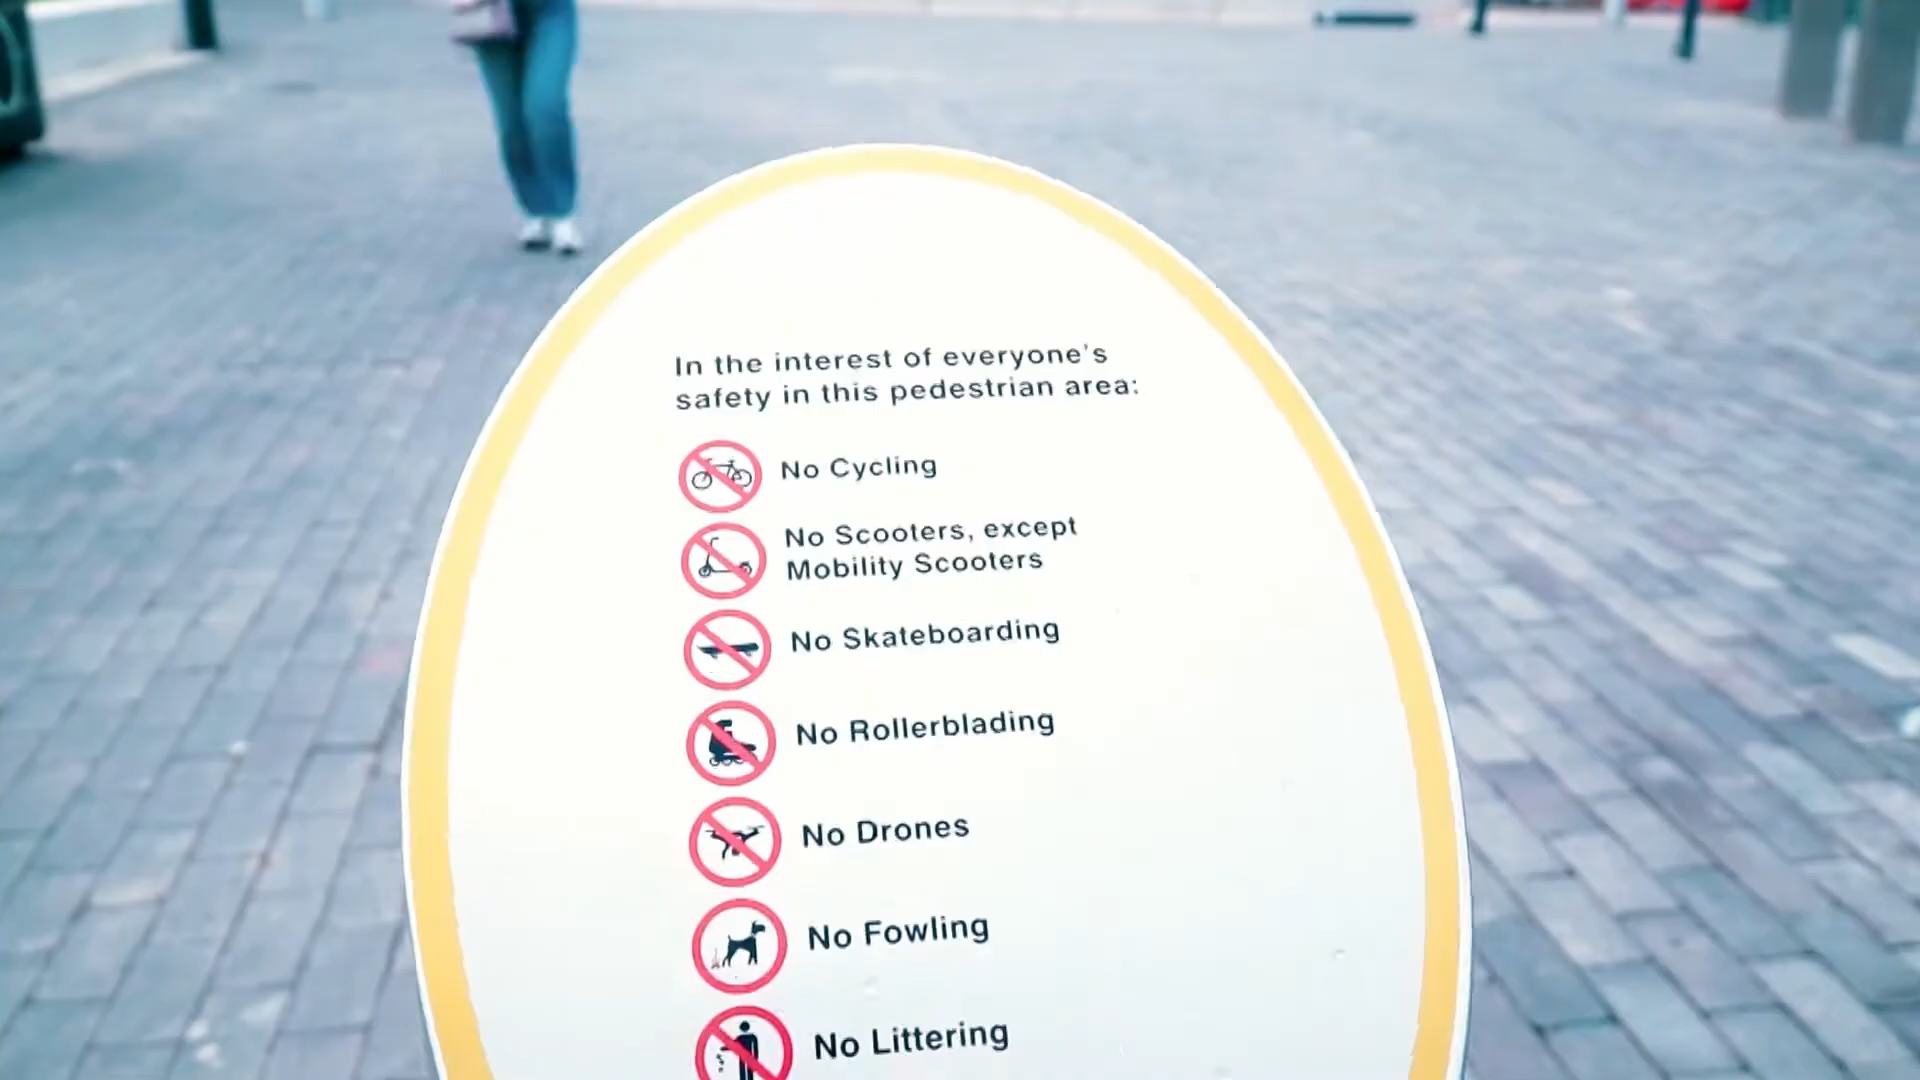 In the interest of everyone's
safety in this pedestrian area:
No Cycling
No Scooters, except
Mobility Scooters
No Skateboarding
No Rollerblading
No Drones
No Fowling
No Littering